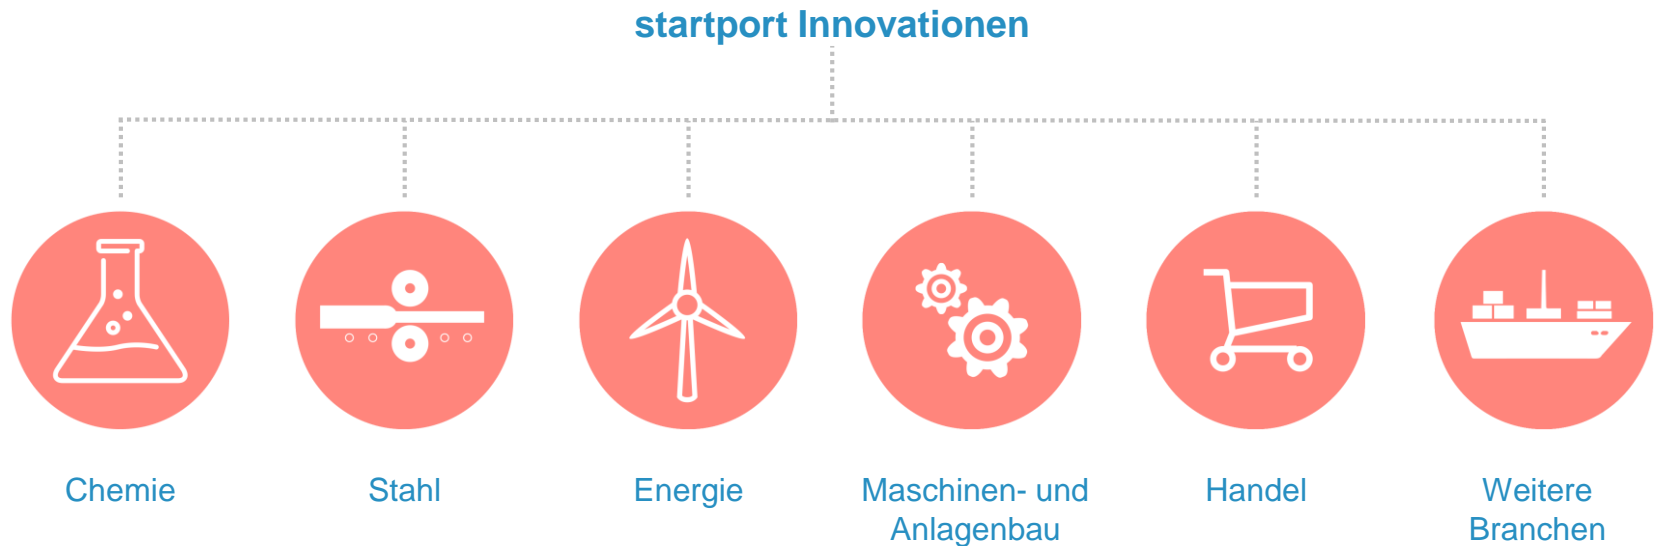 startport Innovationen
Chemie
Stahl
Energie
Maschinen- und
Anlagenbau
Handel
Weitere
Branchen